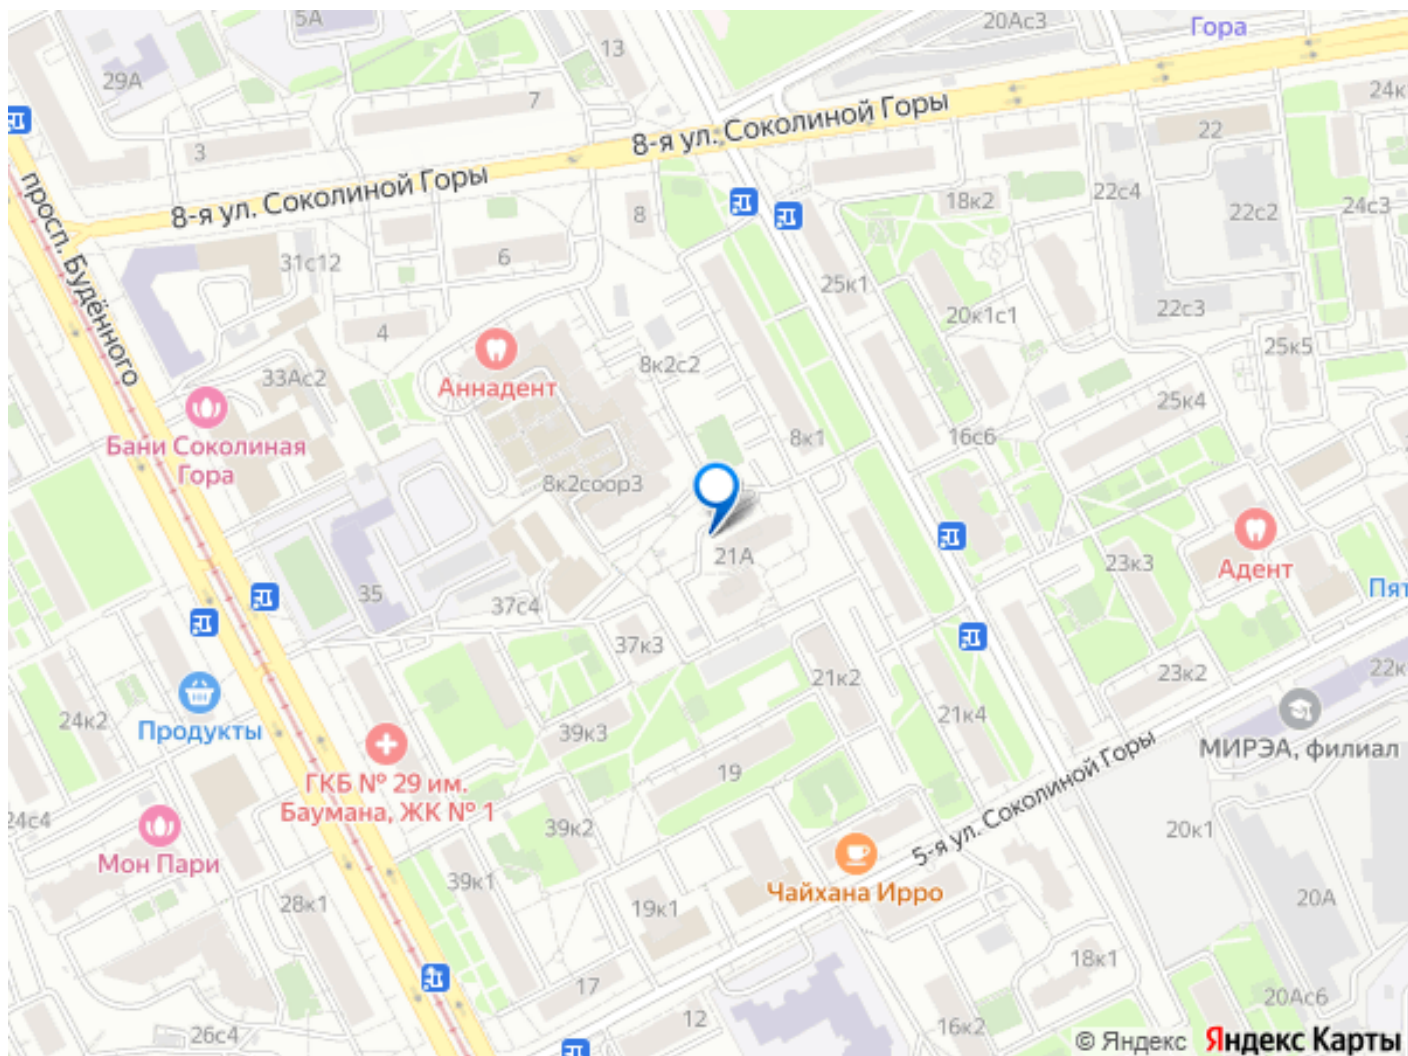 5А
20Ас3
Гора
13
29А
7
24к
8-я ул. Соколиной Горы
22
3
просп. Будённого
8-я ул. Соколиной Горы
22с4
18к2
8
22с2
24с3
6
31с12
25к1
22с3
20к1с1
4
25к5
8к2с2
33Ас2
Аннадент
25к4
Бани Соколиная
Гора
8к1
16с6
8к2соор3
21А
23к3
Адент
Пят
35
37с4
37к3
21к2
23к2
22к
24к2
Продукты
21к4
39к3
МИРЭА, филиал
19
ГКБ № 29 им.
Баумана, ЖК № 1
5-я ул. Соколиной Горы
24с4
39к2
20к1
Мон Пари
39к1
Чайхана Ирро
28к1
19к1
20А
18к1
17
20Ас6
12
16к2
26с4
© Яндекс Яндекс Карты